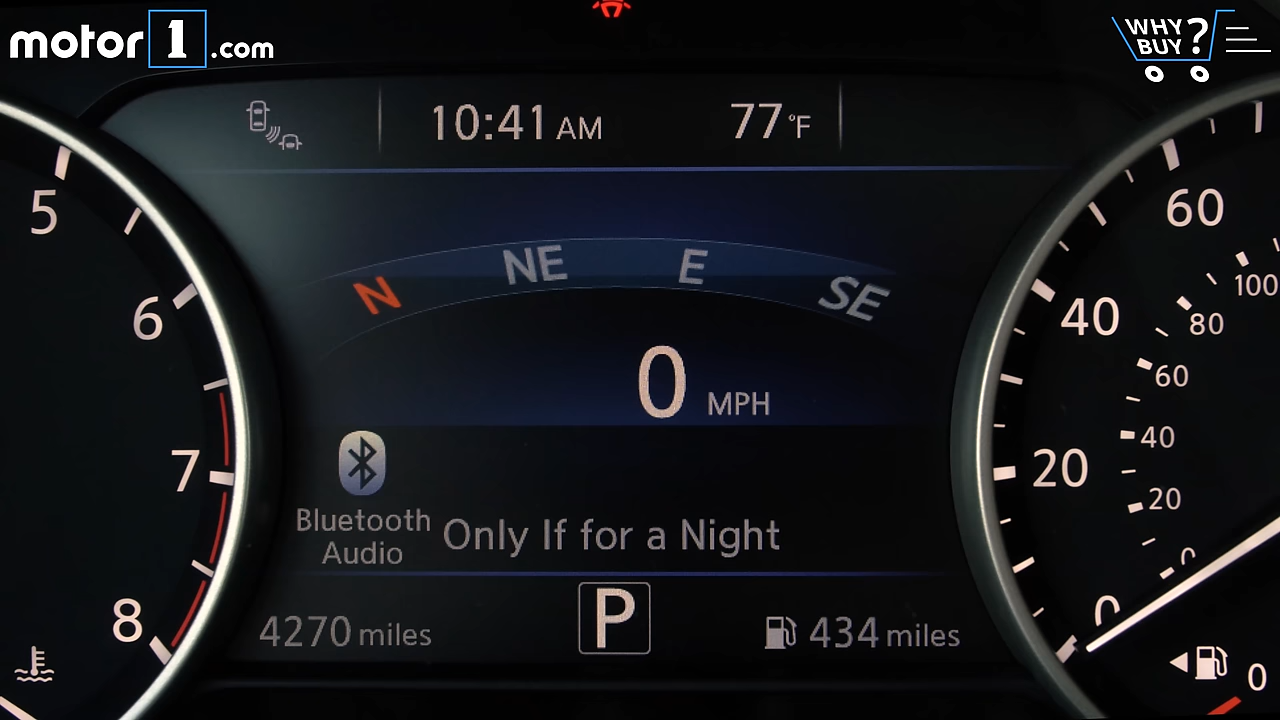 motor1.com
WHY
BUY?
10:41 AM
77°F
N NE E SE
0 MPH
Bluetooth
Audio
Only If for a Night
4270 miles
P
434 miles
5
6
7
8
60
40
20
0
100
80
60
40
20
0
0